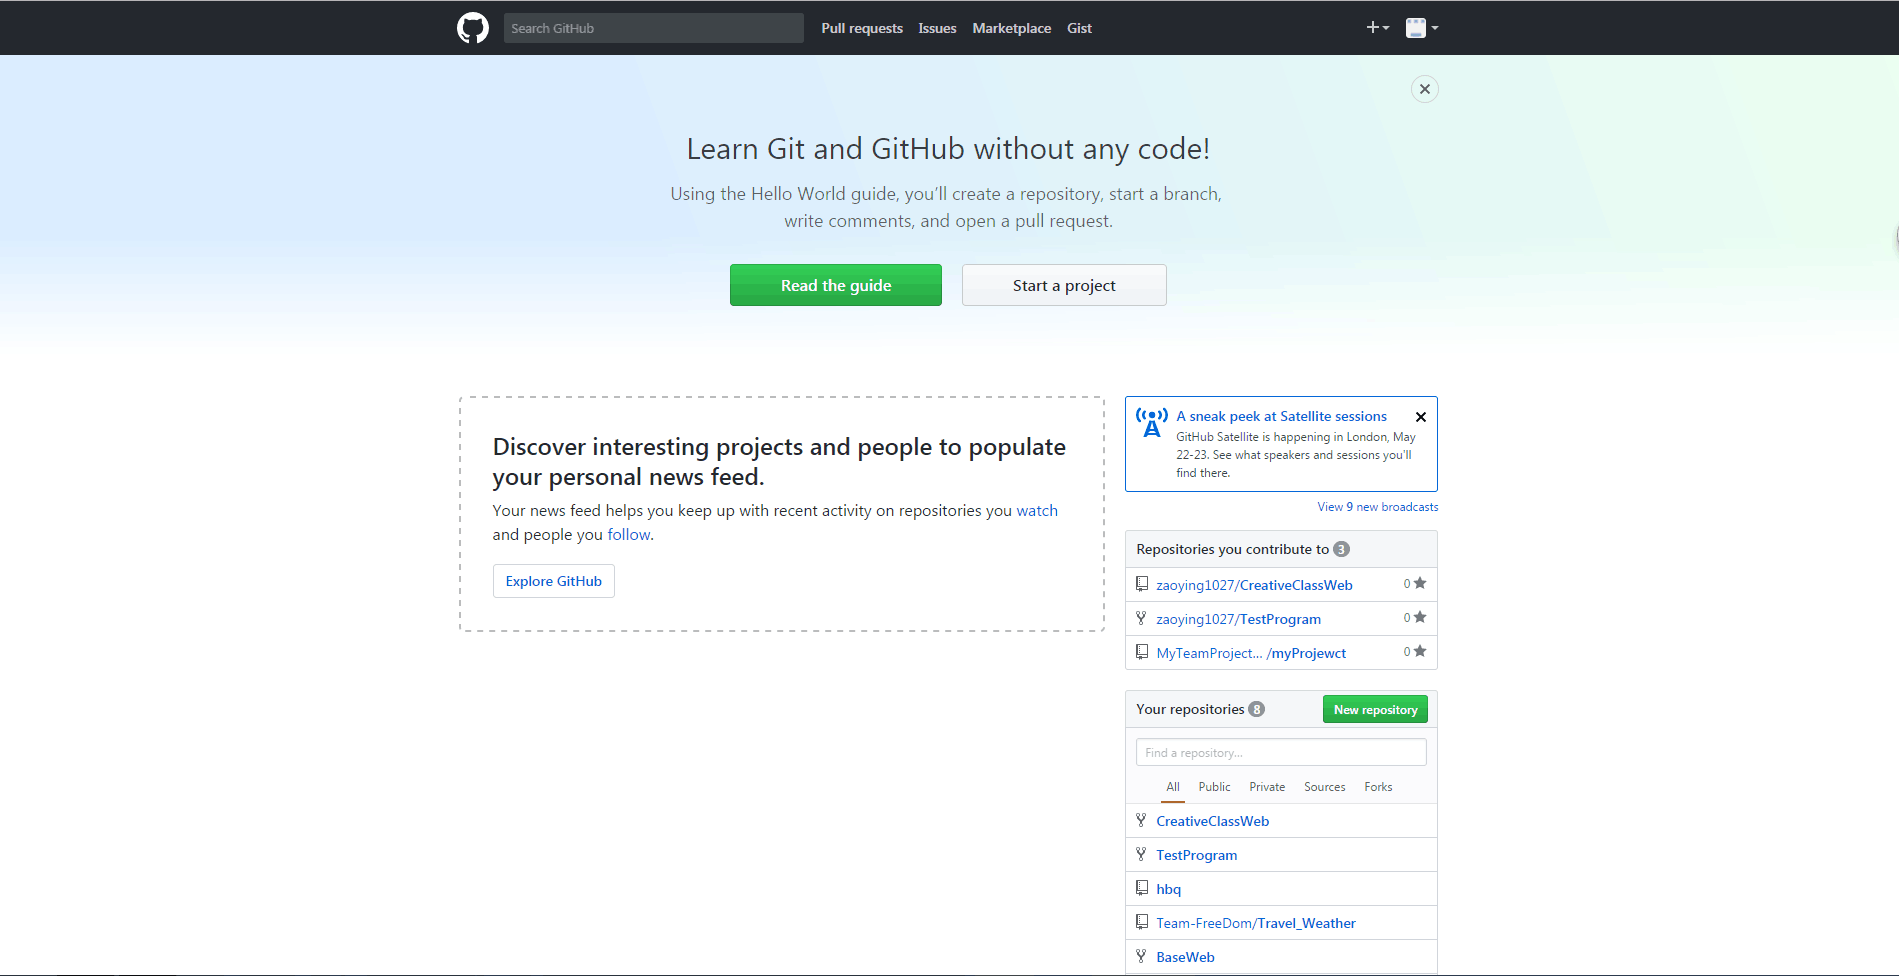 Search GitHub
Pull requests Issues Marketplace Gist
Learn Git and GitHub without any code!
Using the Hello World guide, you’ll create a repository, start a branch,
write comments, and open a pull request.
Read the guide
Start a project
Discover interesting projects and people to populate
your personal news feed.
Your news feed helps you keep up with recent activity on repositories you watch
and people you follow.
Explore GitHub
A sneak peek at Satellite sessions
GitHub Satellite is happening in London, May
22-23. See what speakers and sessions you'll
find there.
View 9 new broadcasts
Repositories you contribute to 3
zaoying1027/CreativeClassWeb 0
zaoying1027/TestProgram 0
MyTeamProject... /myProjewct 0
Your repositories 8 New repository
Find a repository...
All Public Private Sources Forks
CreativeClassWeb
TestProgram
hbq
Team-FreeDom/Travel_Weather
BaseWeb